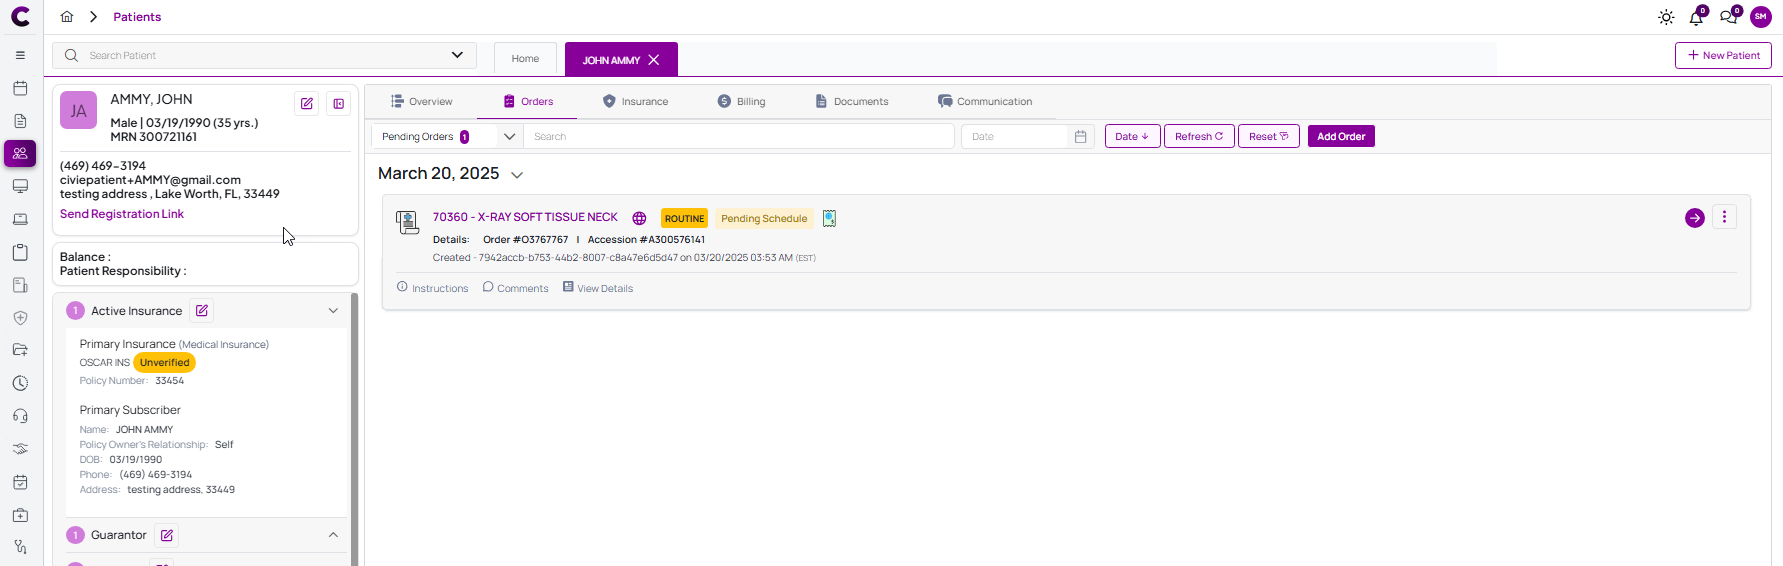 Patients
0
0
SM
Search Patient
Home
JOHN AMMY
New Patient
JA
AMMY, JOHN
Male | 03/19/1990 (35 yrs.)
MRN 300721161
(469) 469-3194
civiepatient+AMMY@gmail.com
testing address , Lake Worth, FL, 33449
Send Registration Link
Balance :
Patient Responsibility :
1 Active Insurance
Primary Insurance (Medical Insurance)
OSCAR INS Unverified
Policy Number: 33454
Primary Subscriber
Name: JOHN AMMY
Policy Owner's Relationship: Self
DOB: 03/19/1990
Phone: (469) 469-3194
Address: testing address, 33449
1 Guarantor
Overview Orders Insurance Billing Documents Communication
Pending Orders 1 Search Date Date Refresh Reset Add Order
March 20, 2025
70360 - X-RAY SOFT TISSUE NECK ROUTINE Pending Schedule
Details: Order #O3767767 | Accession #A300576141
Created - 7942accb-b753-44b2-8007-c8a47e6d5d47 on 03/20/2025 03:53 AM (EST)
Instructions Comments View Details